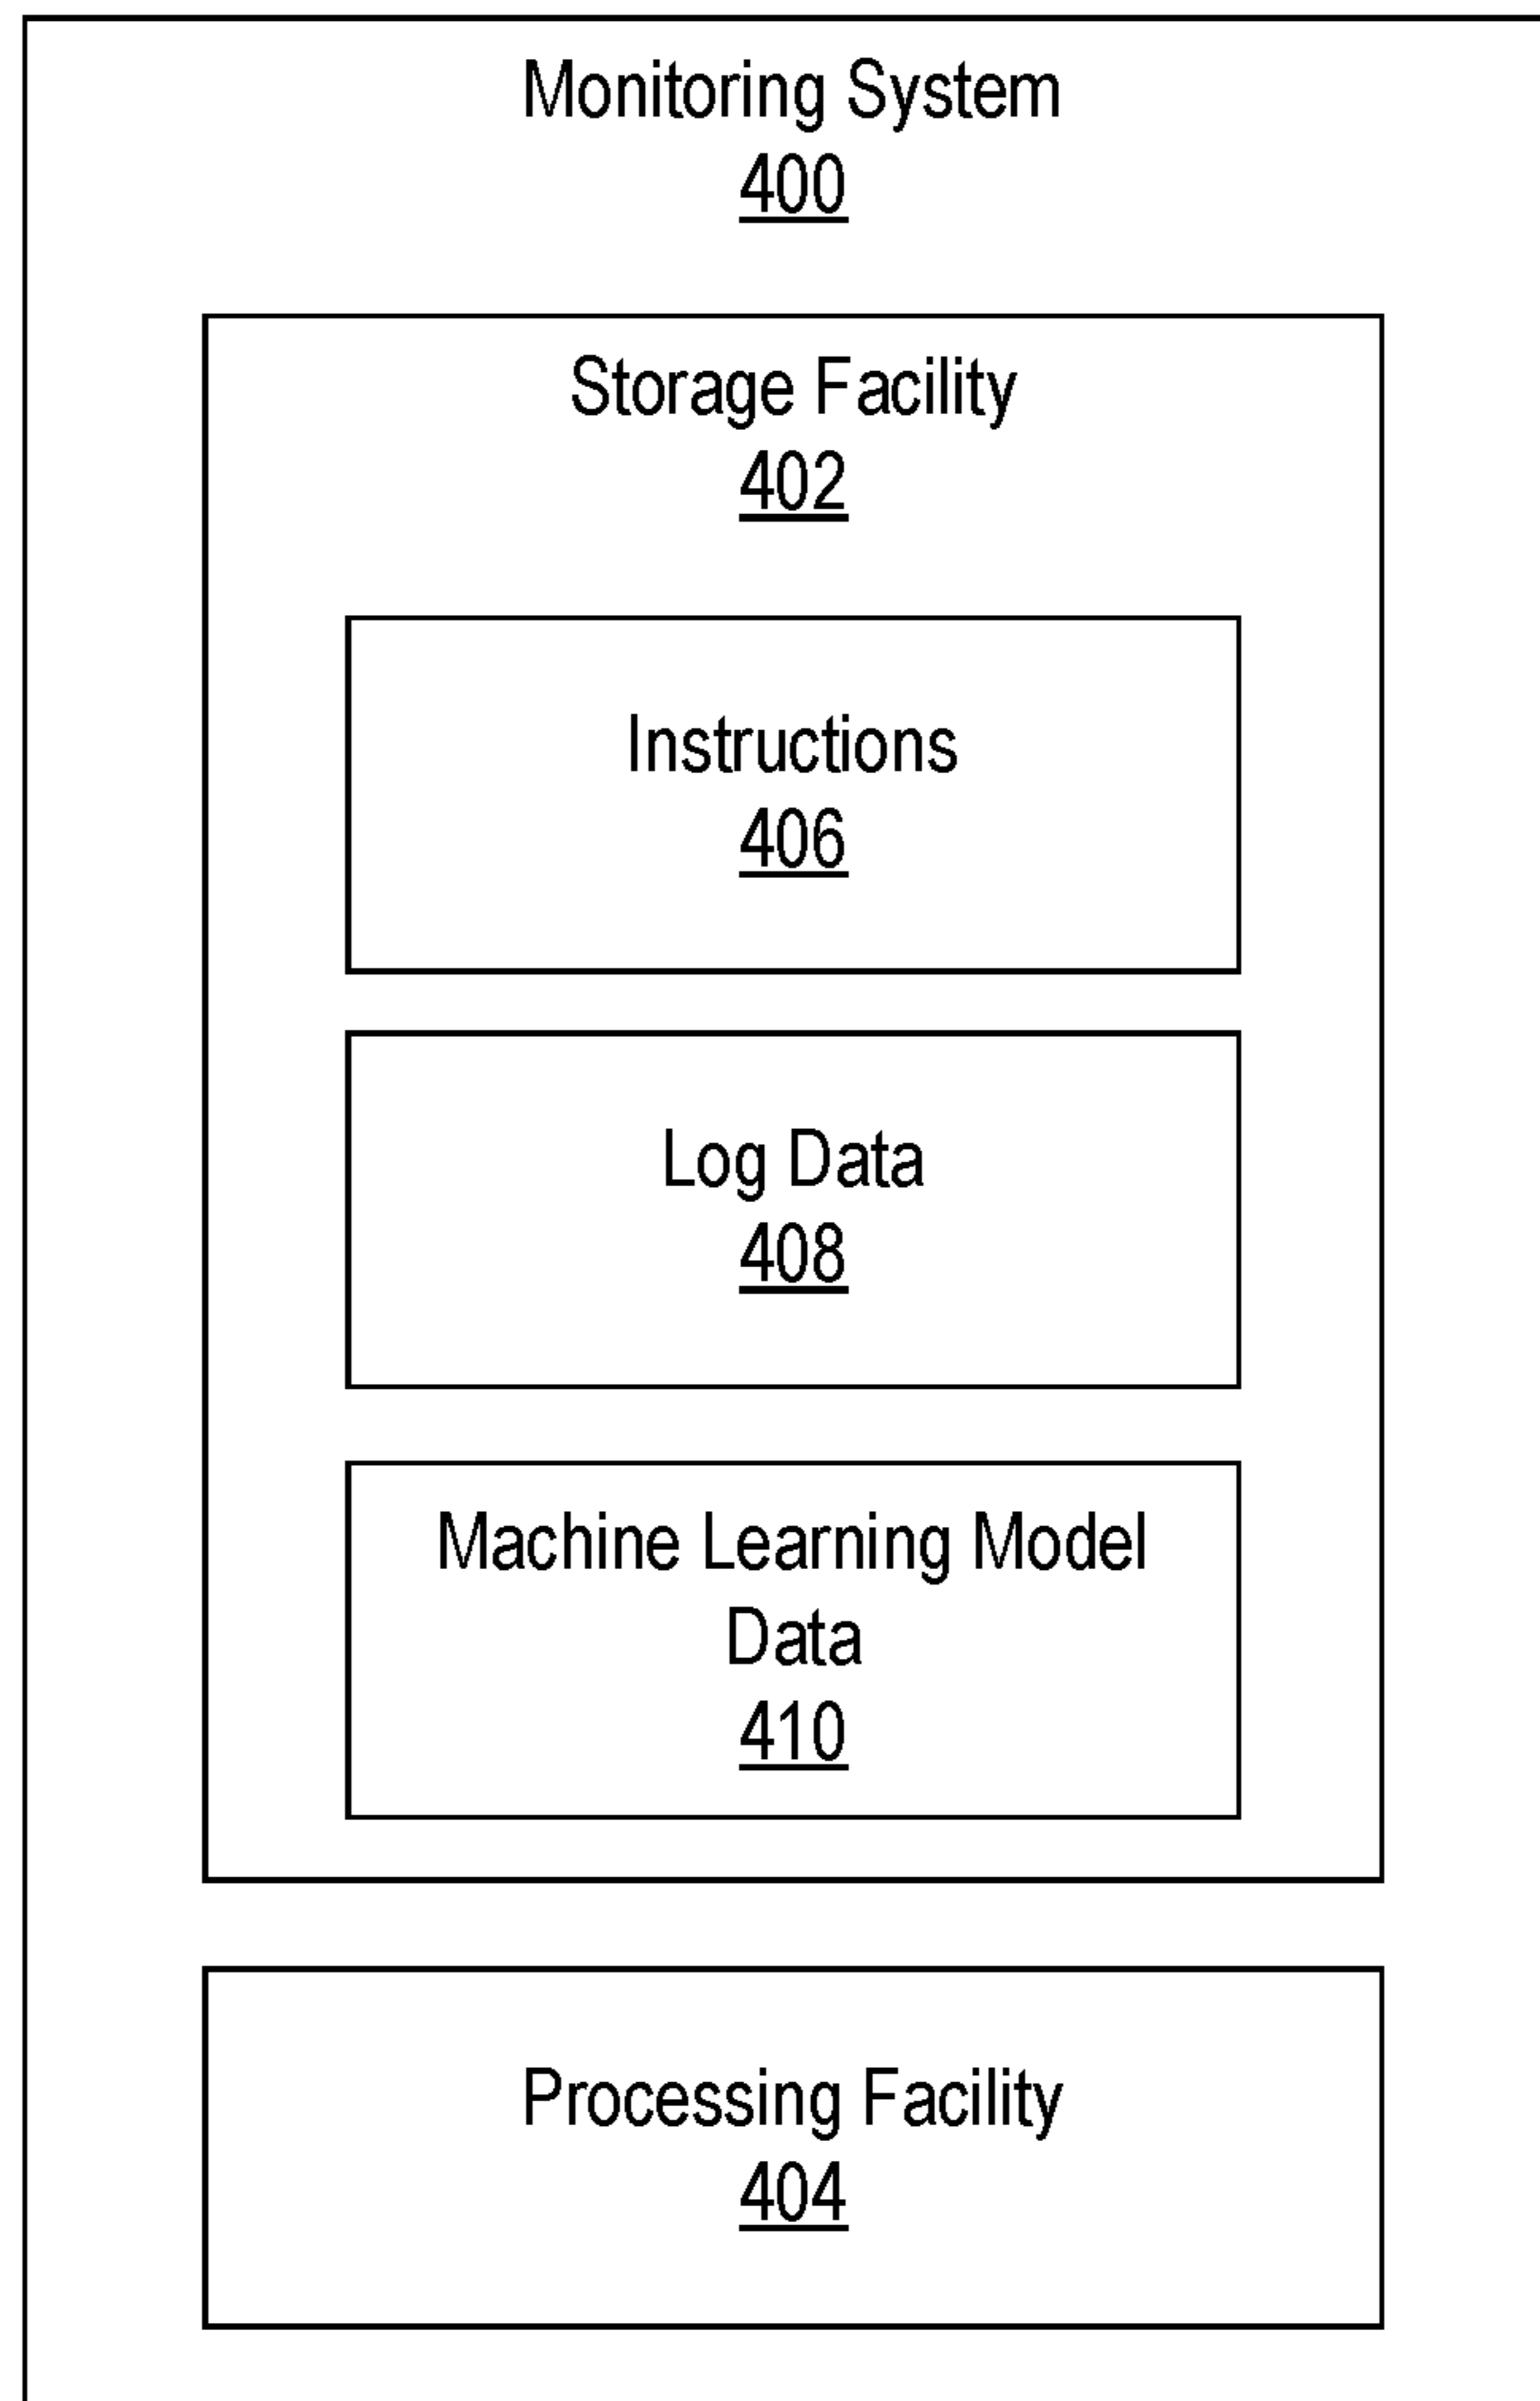 Monitoring System
400
Storage Facility
402
Instructions
406
Log Data
408
Machine Learning Model
Data
410
Processing Facility
404